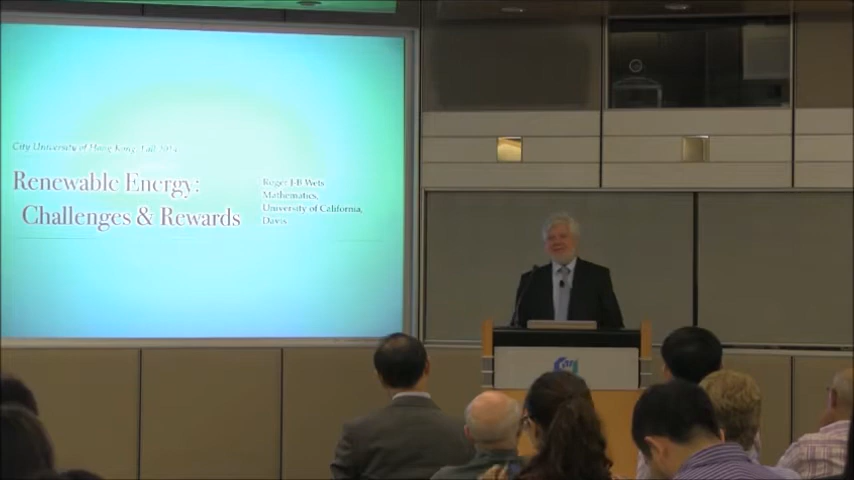 City University of Hong Kong, Fall 2014
Renewable Energy:
Challenges & Rewards
Roger J-B Wets
Mathematics,
University of California,
Davis